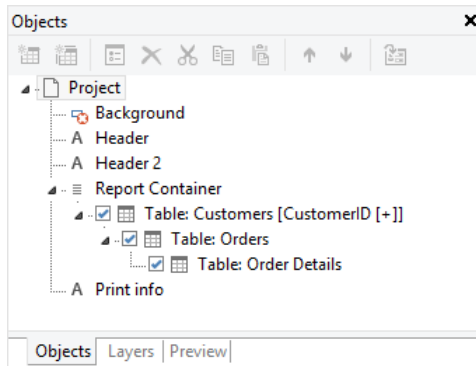 Objects
Project
Background
A Header
A Header 2
Report Container
Table: Customers [CustomerID [+]]
Table: Orders
Table: Order Details
A Print info
Objects Layers Preview